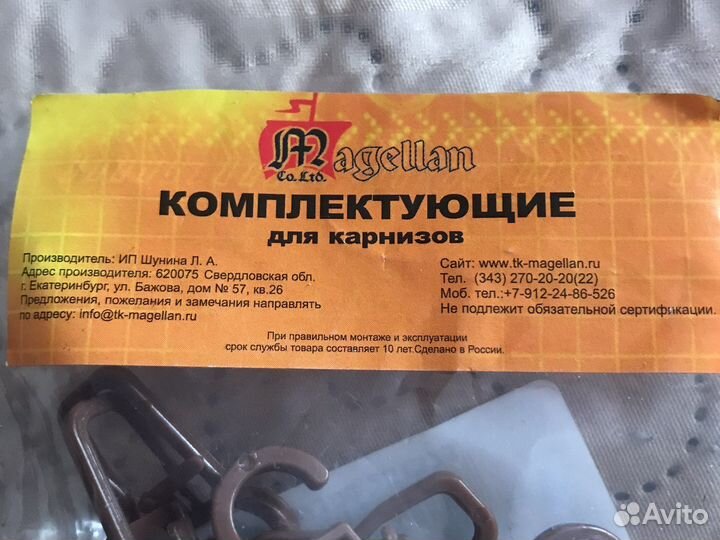 Magellan
Co. Ltd.
КОМПЛЕКТУЮЩИЕ
для карнизов
Производитель: ИП Шунина Л. А.
Адрес производителя: 620075 Свердловская обл.
г. Екатеринбург, ул. Бажова, дом № 57, кв.26
Предложения, пожелания и замечания направлять
по адресу: info@tk-magellan.ru
Сайт: www.tk-magellan.ru
Тел. (343) 270-20-20(22)
Моб. тел.:+7-912-24-86-526
Не подлежит обязательной сертификации.
При правильном монтаже и эксплуатации
срок службы товара составляет 10 лет.Сделано в России.
Avito